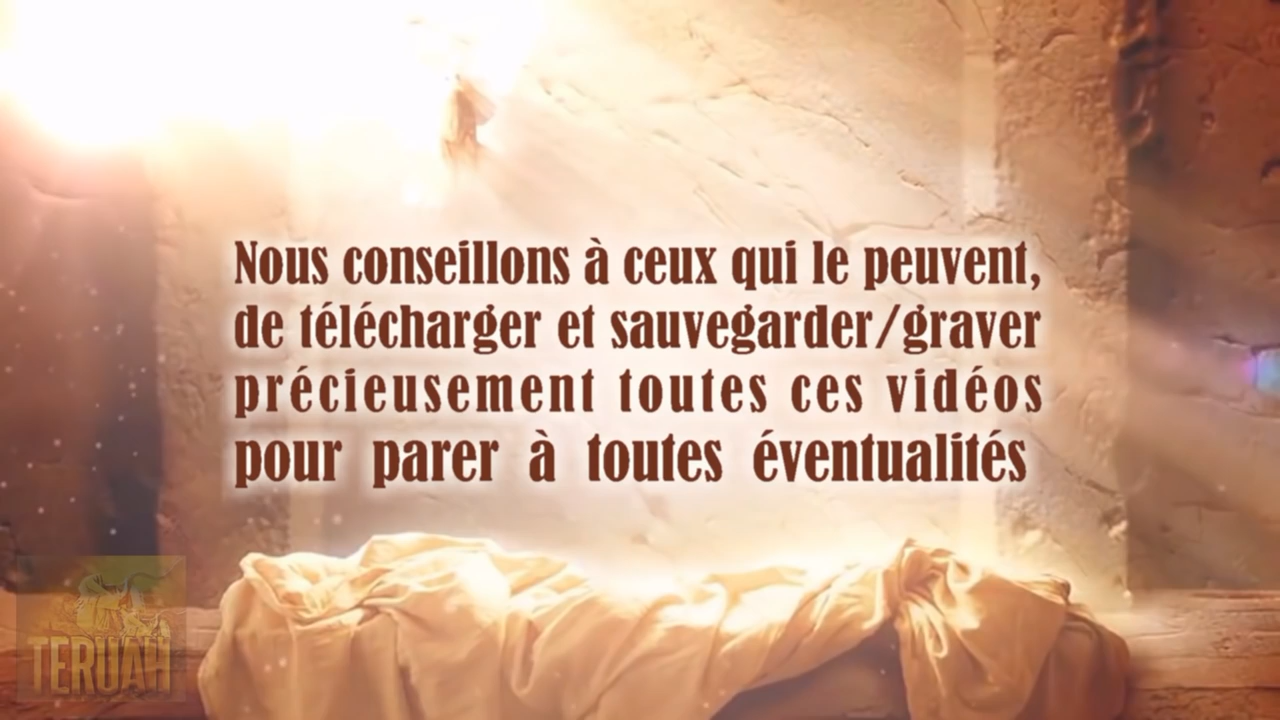 Nous conseillons à ceux qui le peuvent,
de télécharger et sauvegarder/graver
précieusement toutes ces vidéos
pour parer à toutes éventualités
TERUAH